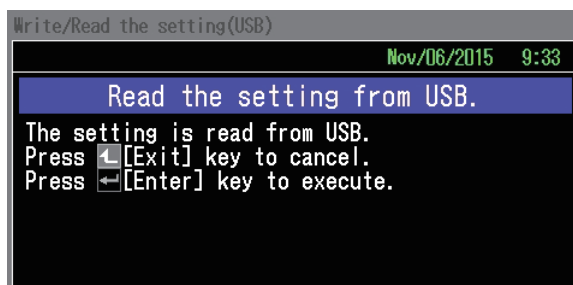 Write/Read the setting(USB)
Nov/06/2015 9:33
Read the setting from USB.
The setting is read from USB.
Press [Exit] key to cancel.
Press [Enter] key to execute.